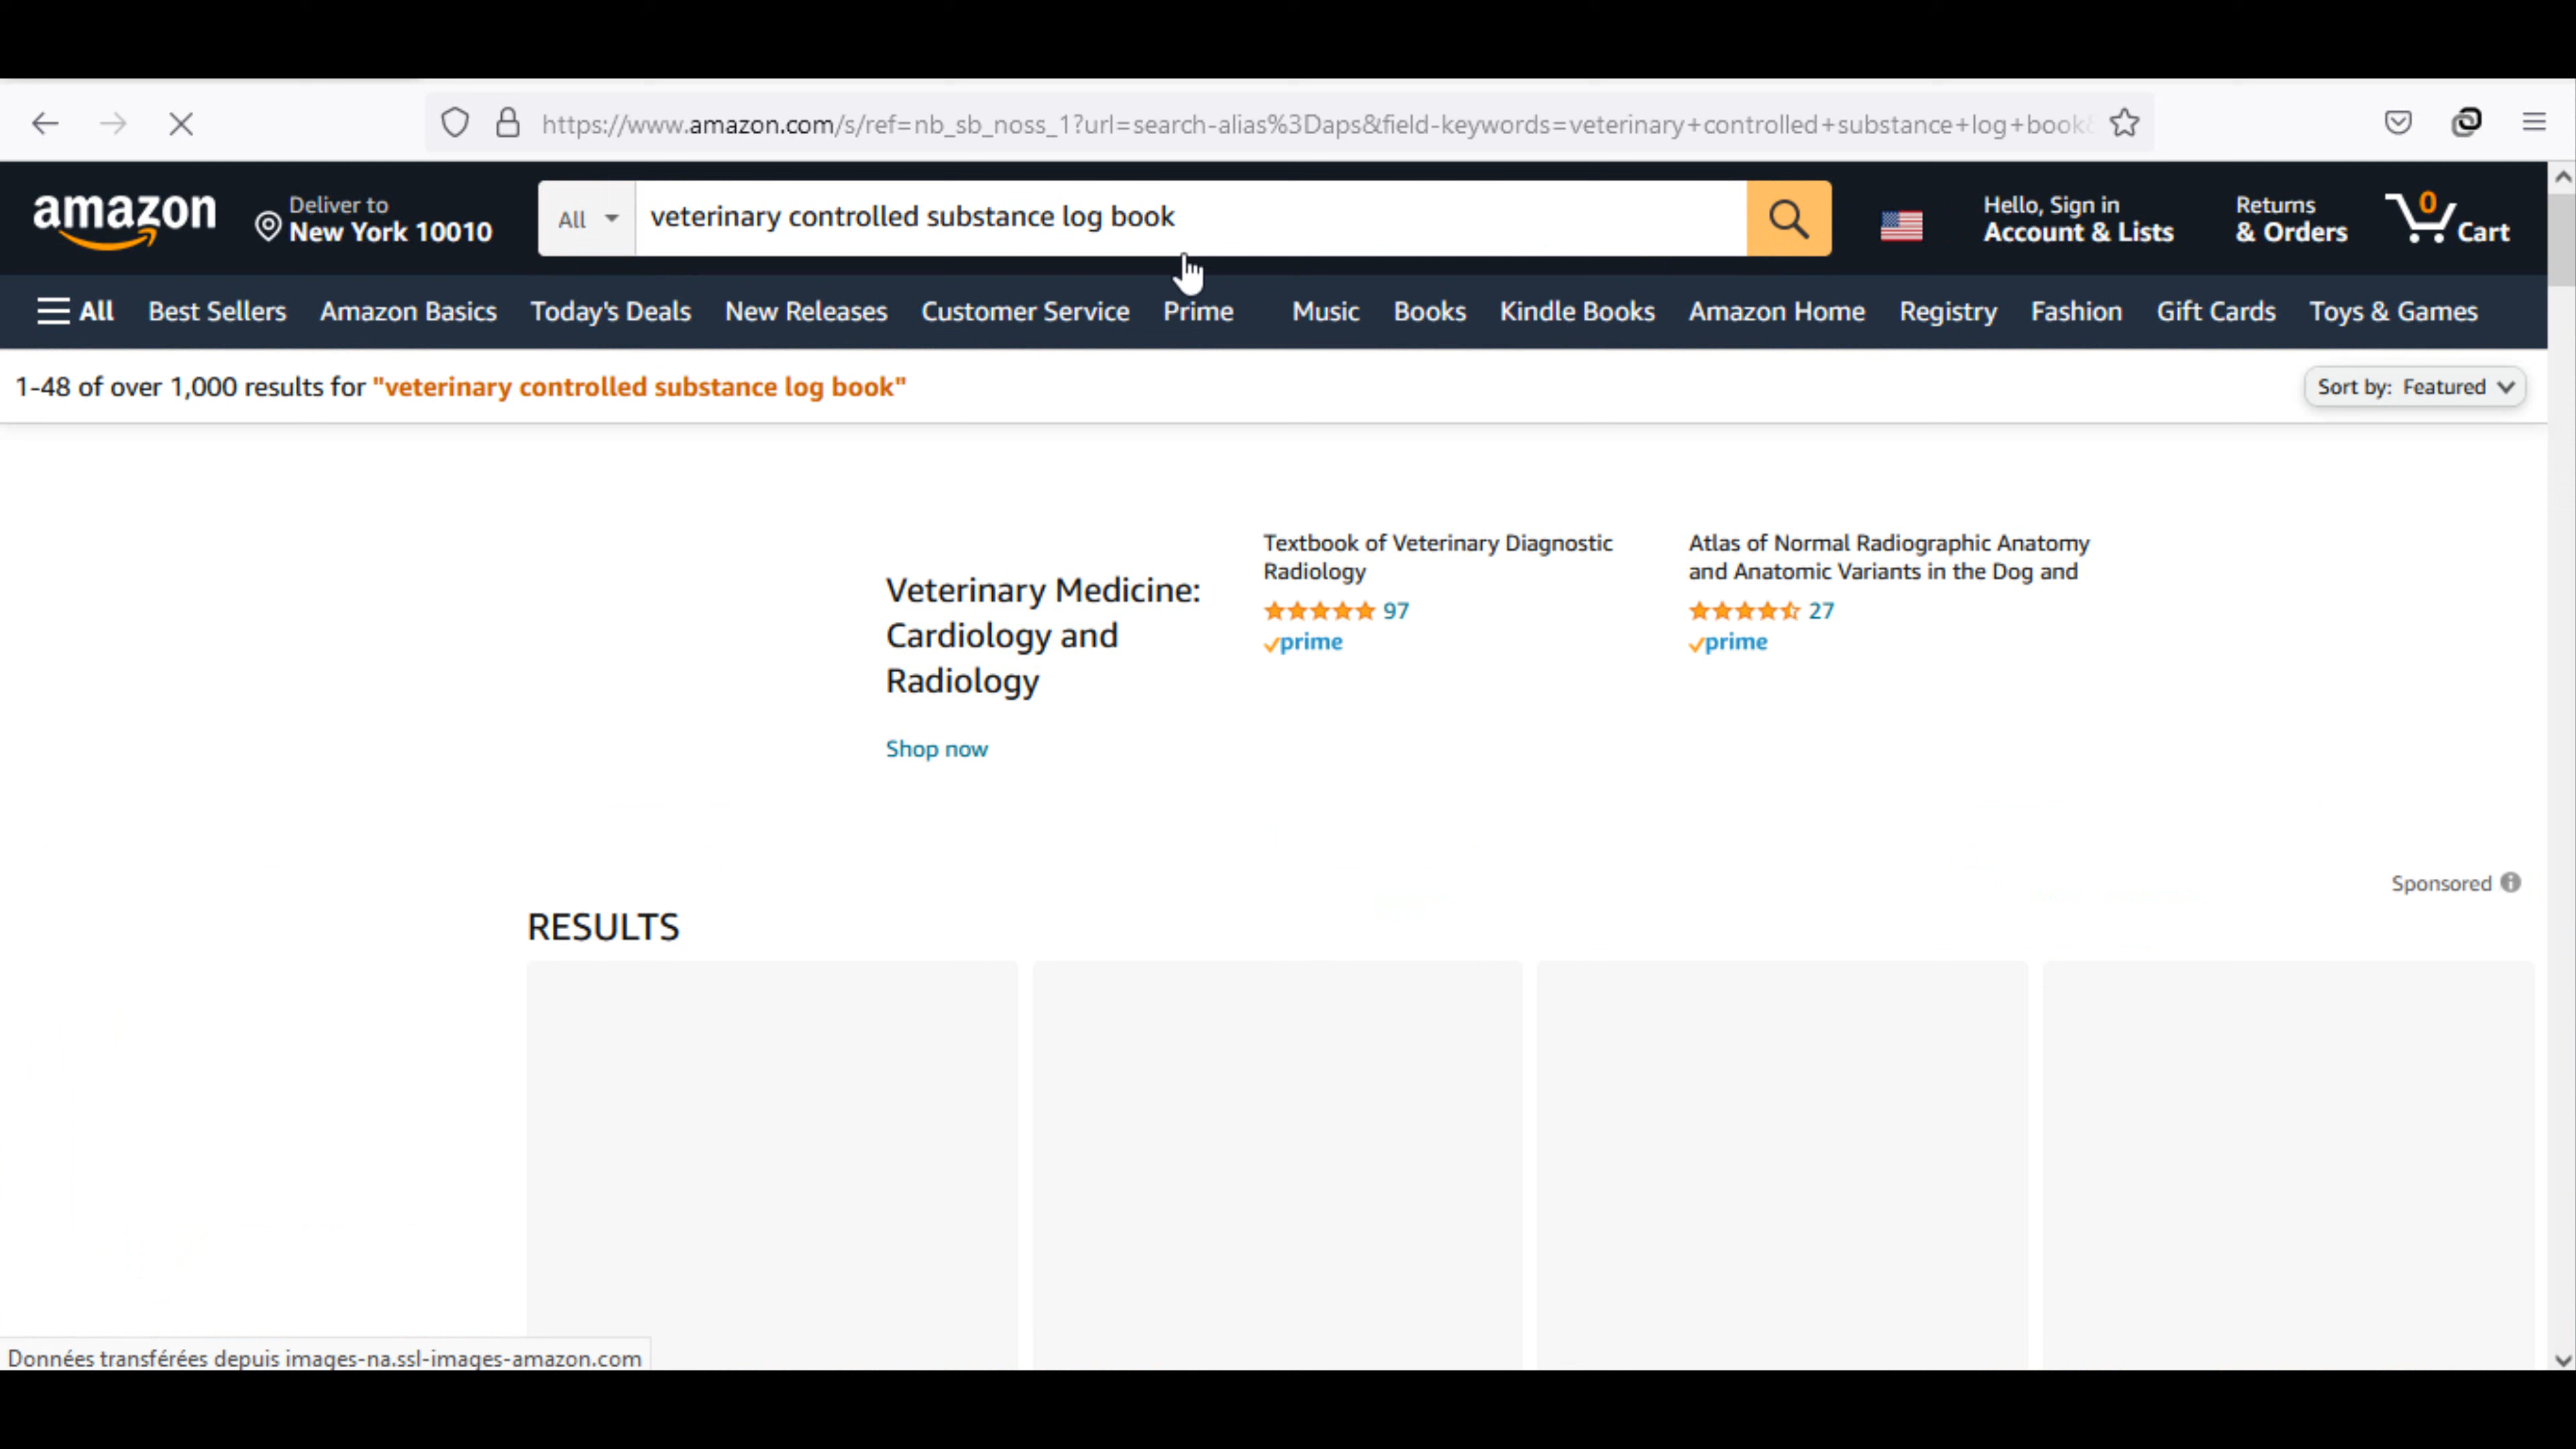 https://www.amazon.com/s/ref=nb_sb_noss_1?url=search-alias%3Daps&field-keywords=veterinary+controlled+substance+log+book
amazon
Deliver to
New York 10010
All
veterinary controlled substance log book
Hello, Sign in
Account & Lists
Returns
& Orders
0
Cart
All Best Sellers Amazon Basics Today's Deals New Releases Customer Service Prime Music Books Kindle Books Amazon Home Registry Fashion Gift Cards Toys & Games
1-48 of over 1,000 results for "veterinary controlled substance log book"
Sort by: Featured
Veterinary Medicine:
Cardiology and
Radiology
Shop now
Textbook of Veterinary Diagnostic
Radiology
97
prime
Atlas of Normal Radiographic Anatomy
and Anatomic Variants in the Dog and
27
prime
Sponsored
RESULTS
Données transférées depuis images-na.ssl-images-amazon.com